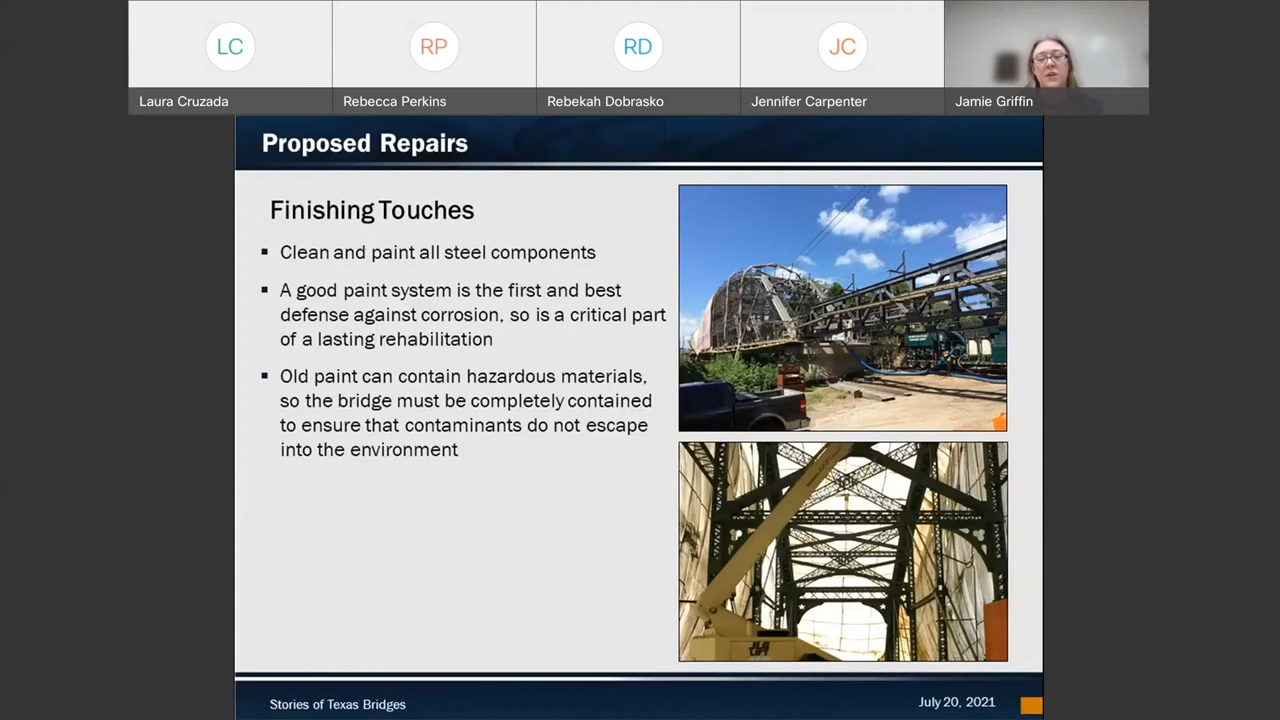 LC
RP
RD
JC
Laura Cruzada
Rebecca Perkins
Rebekah Dobrasko
Jennifer Carpenter
Jamie Griffin
Proposed Repairs
Finishing Touches
▪ Clean and paint all steel components
▪ A good paint system is the first and best
defense against corrosion, so is a critical part
of a lasting rehabilitation
▪ Old paint can contain hazardous materials,
so the bridge must be completely contained
to ensure that contaminants do not escape
into the environment
JLG
LIFT
Stories of Texas Bridges
July 20, 2021